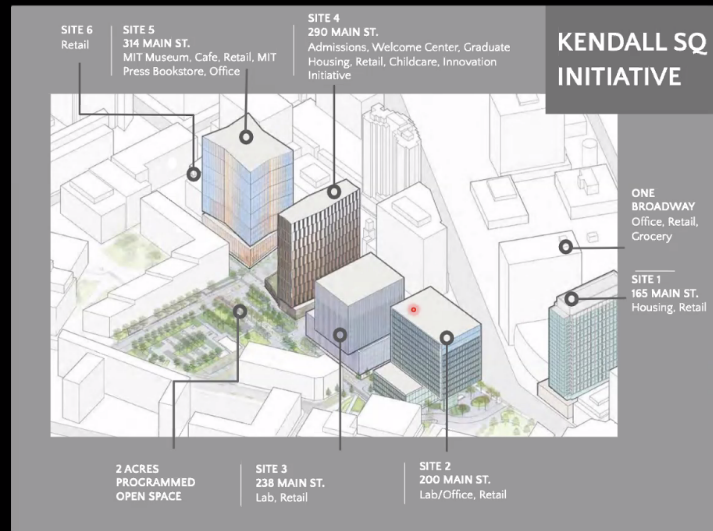 KENDALL SQ
INITIATIVE
SITE 6
Retail
SITE 5
314 MAIN ST.
MIT Museum, Cafe, Retail, MIT
Press Bookstore, Office
SITE 4
290 MAIN ST.
Admissions, Welcome Center, Graduate
Housing, Retail, Childcare, Innovation
Initiative
ONE
BROADWAY
Office, Retail,
Grocery
SITE 1
165 MAIN ST.
Housing, Retail
2 ACRES
PROGRAMMED
OPEN SPACE
SITE 3
238 MAIN ST.
Lab, Retail
SITE 2
200 MAIN ST.
Lab/Office, Retail